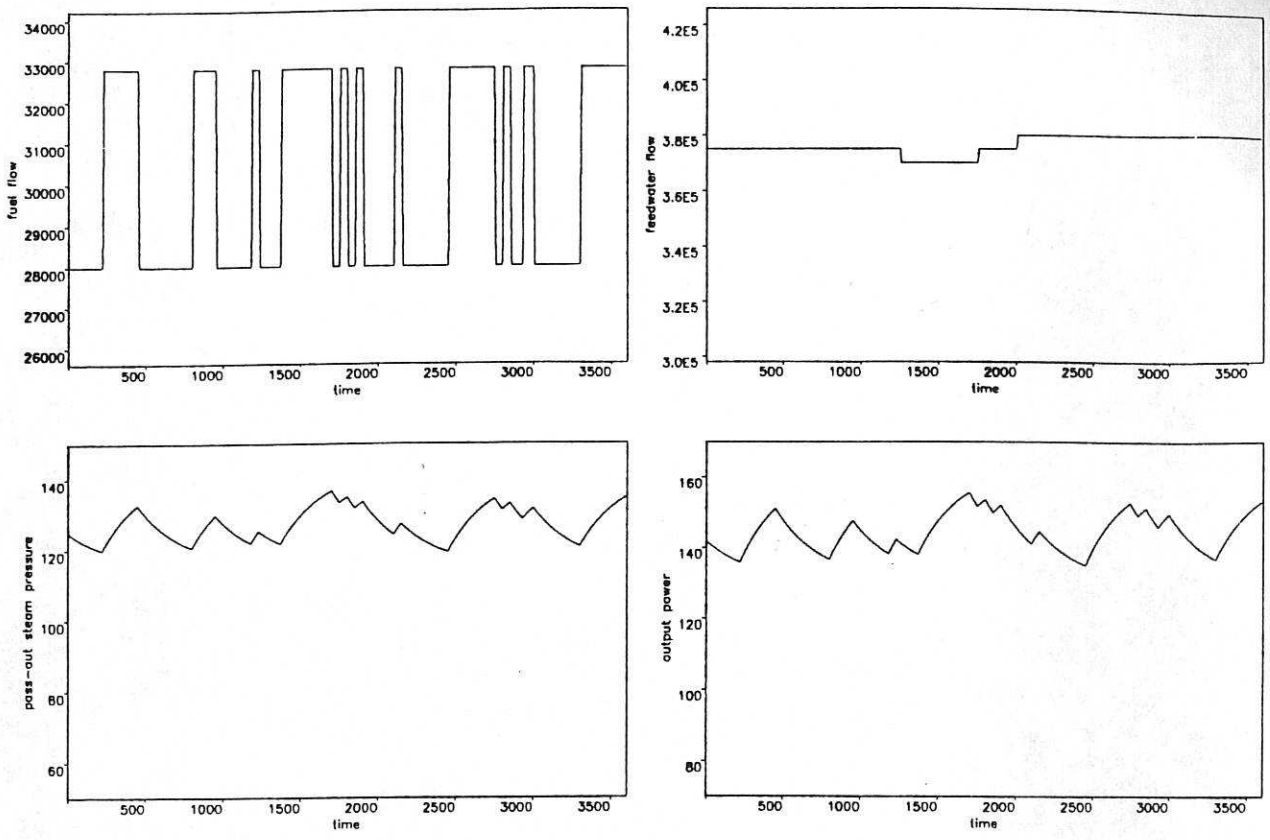 34000
33000
32000
31000
30000
29000
28000
27000
26000
fuel flow
500 1000 1500 2000 2500 3000 3500
time
4.2E5
4.0E5
3.8E5
3.6E5
3.4E5
3.2E5
3.0E5
feedwater flow
500 1000 1500 2000 2500 3000 3500
time
140
120
100
80
60
pass-out steam pressure
500 1000 1500 2000 2500 3000 3500
time
160
140
120
100
80
output power
500 1000 1500 2000 2500 3000 3500
time